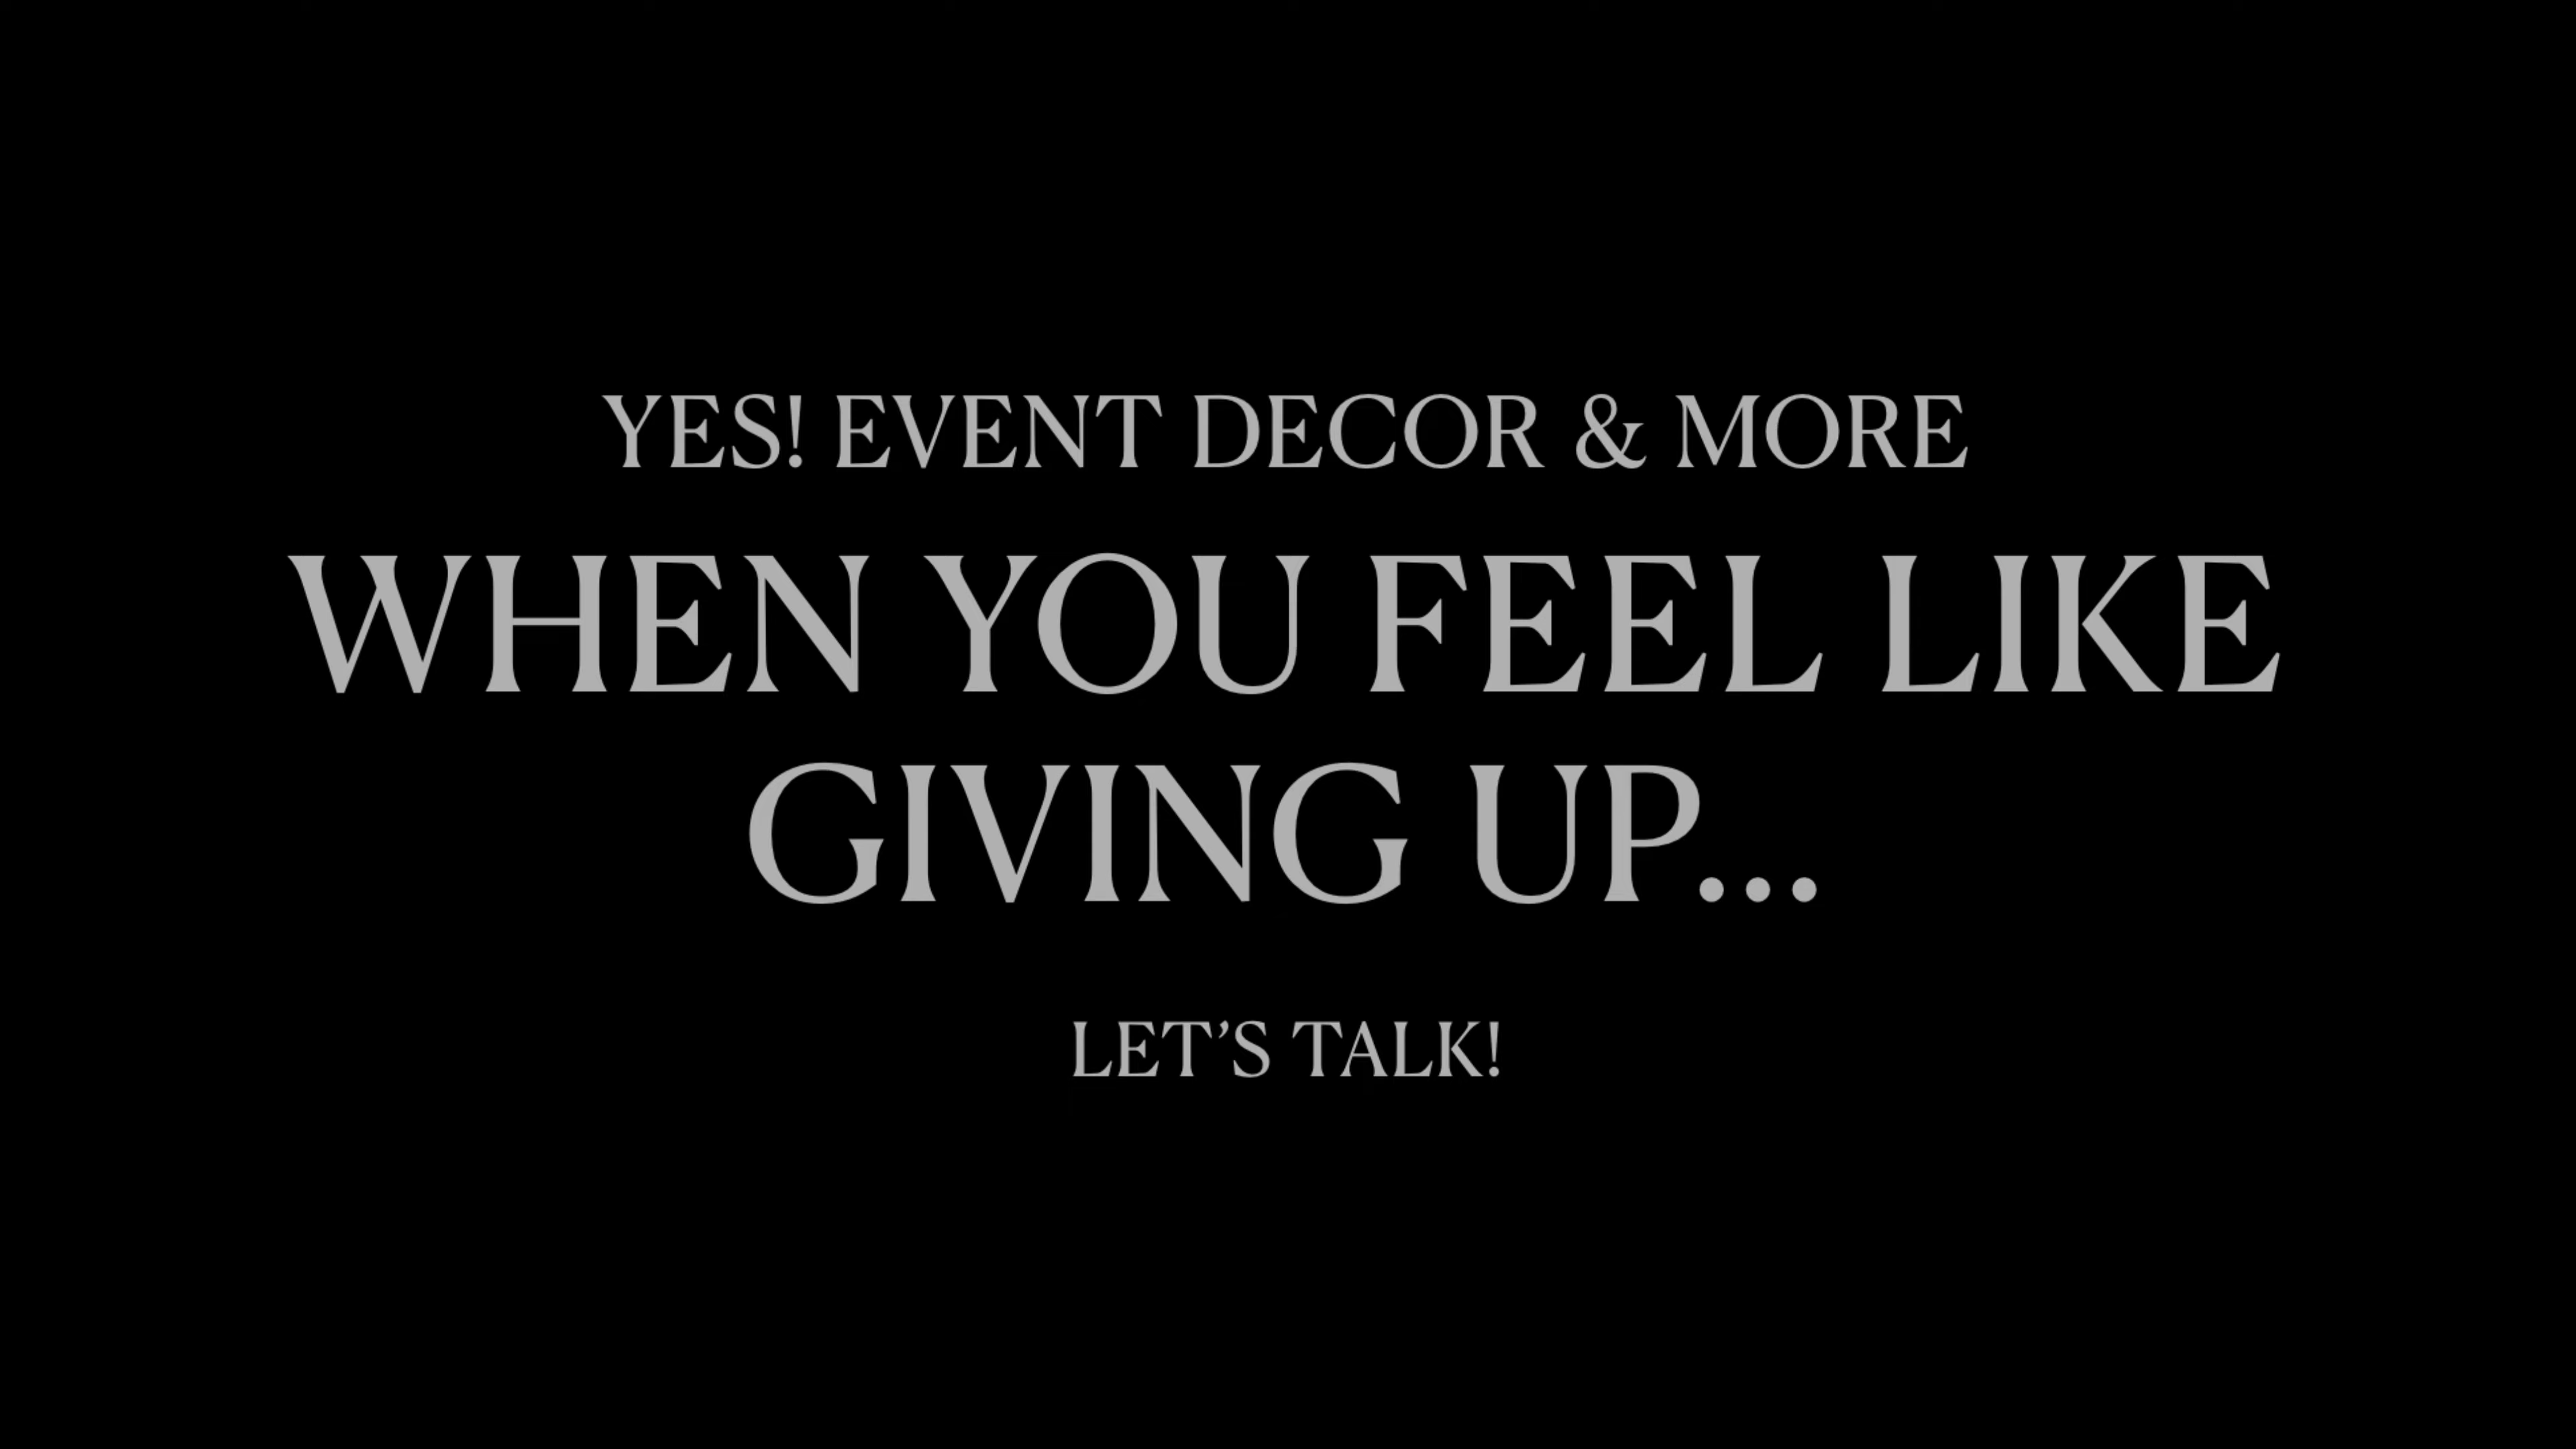 YES! EVENT DECOR & MORE
WHEN YOU FEEL LIKE
GIVING UP...
LET’S TALK!